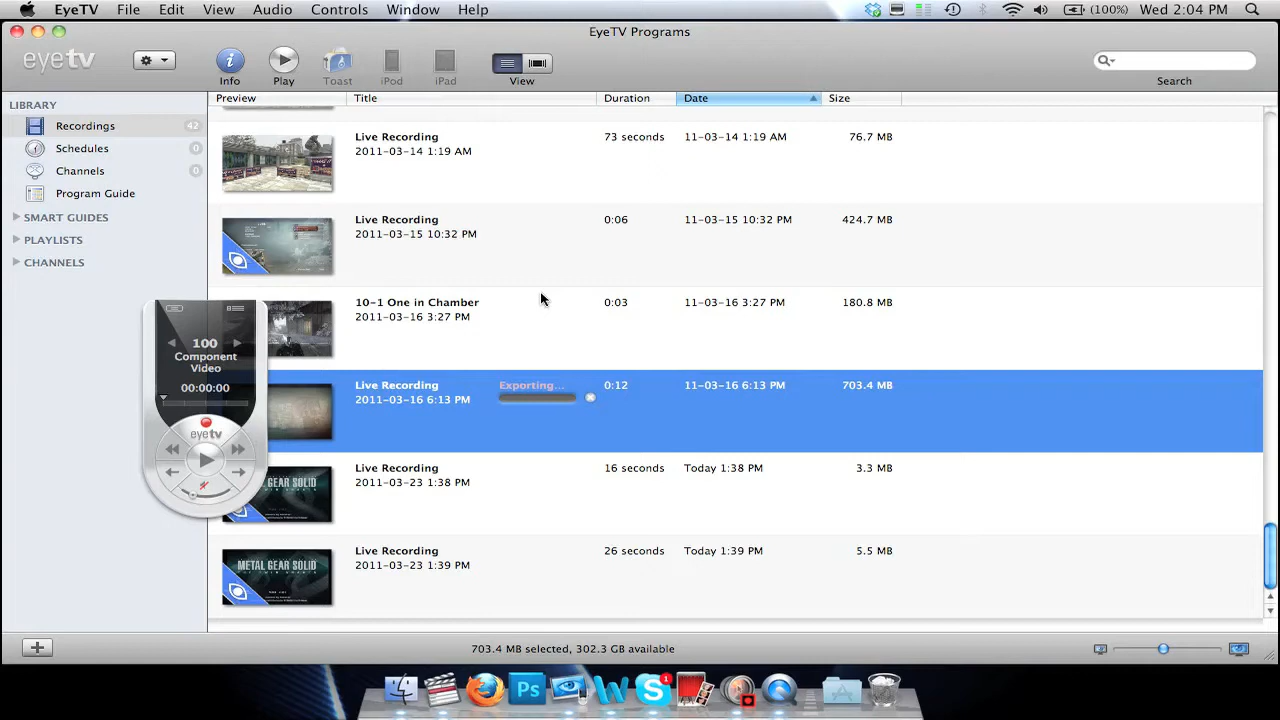 EyeTV File Edit View Audio Controls Window Help (100%) Wed 2:04 PM
EyeTV Programs
eyetv
Info Play Toast iPod iPad View Search
LIBRARY
Recordings 42
Schedules 0
Channels 0
Program Guide
SMART GUIDES
PLAYLISTS
CHANNELS
Preview Title Duration Date Size
Live Recording 73 seconds 11-03-14 1:19 AM 76.7 MB
2011-03-14 1:19 AM
Live Recording 0:06 11-03-15 10:32 PM 424.7 MB
2011-03-15 10:32 PM
10-1 One in Chamber 0:03 11-03-16 3:27 PM 180.8 MB
2011-03-16 3:27 PM
Live Recording Exporting... 0:12 11-03-16 6:13 PM 703.4 MB
2011-03-16 6:13 PM
Live Recording 16 seconds Today 1:38 PM 3.3 MB
2011-03-23 1:38 PM
GEAR SOLID
Live Recording 26 seconds Today 1:39 PM 5.5 MB
2011-03-23 1:39 PM
METAL GEAR SOLID
100
Component
Video
00:00:00
eyetv
703.4 MB selected, 302.3 GB available
Ps
W
S 1